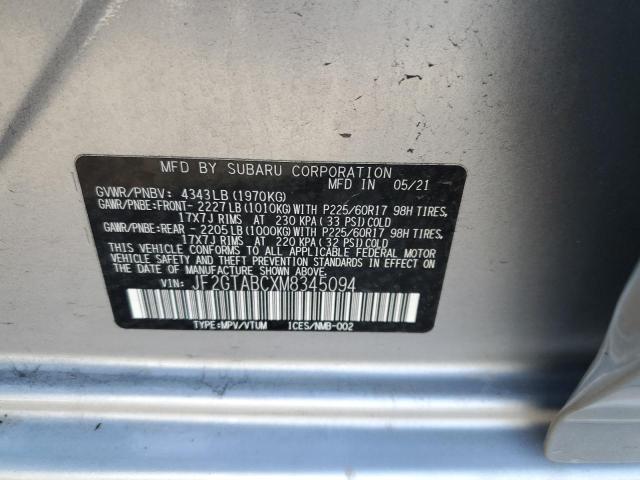 MFD BY SUBARU CORPORATION
MFD IN 05/21
GVWR/PNBV: 4343LB (1970KG)
GAWR/PNBE:FRONT- 2227LB(1010KG)WITH P225/60R17 98H TIRES,
17X7J RIMS AT 230 KPA(33 PSI)COLD
GAWR/PNBE:REAR - 2205LB(1000KG)WITH P225/60R17 98H TIRES,
17X7J RIMS AT 220 KPA(32 PSI)COLD
THIS VEHICLE CONFORMS TO ALL APPLICABLE FEDERAL MOTOR
VEHICLE SAFETY AND THEFT PREVENTION STANDARDS IN EFFECT
ON THE DATE OF MANUFACTURE SHOWN ABOVE.
VIN: JF2GTABCXM8345094
TYPE:MPV/VTUM ICES/NMB-002